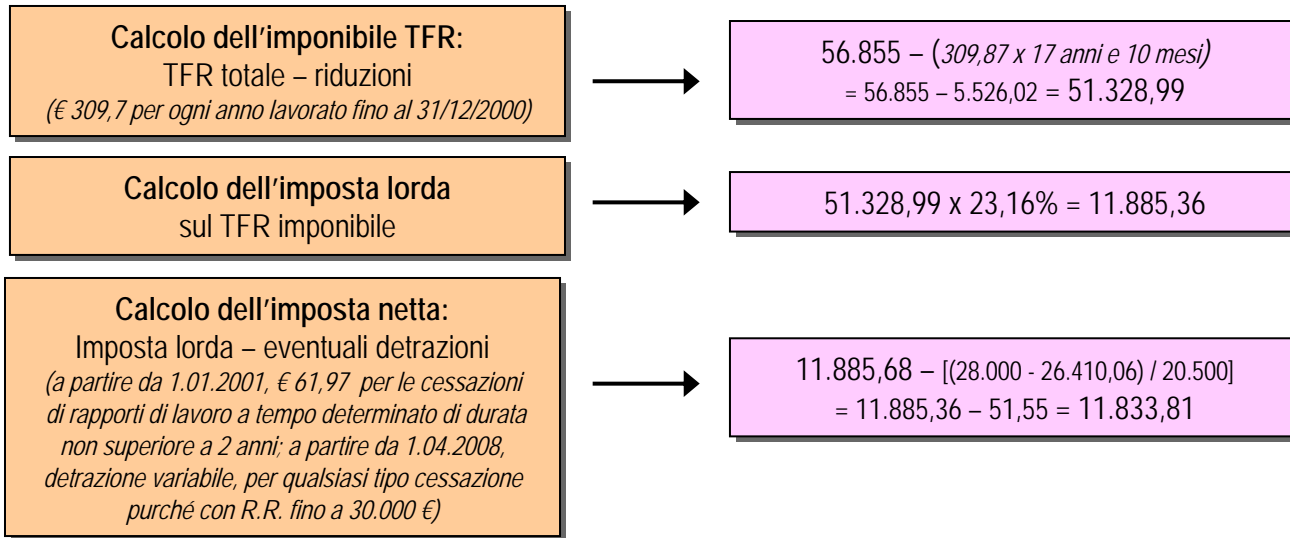 Calcolo dell'imponibile TFR:
TFR totale – riduzioni
(€ 309,7 per ogni anno lavorato fino al 31/12/2000)
56.855 – (309,87 x 17 anni e 10 mesi)
= 56.855 – 5.526,02 = 51.328,99
Calcolo dell'imposta lorda
sul TFR imponibile
51.328,99 x 23,16% = 11.885,36
Calcolo dell'imposta netta:
Imposta lorda – eventuali detrazioni
(a partire da 1.01.2001, € 61,97 per le cessazioni
di rapporti di lavoro a tempo determinato di durata
non superiore a 2 anni; a partire da 1.04.2008,
detrazione variabile, per qualsiasi tipo cessazione
purché con R.R. fino a 30.000 €)
11.885,68 – [(28.000 - 26.410,06) / 20.500]
= 11.885,36 – 51,55 = 11.833,81